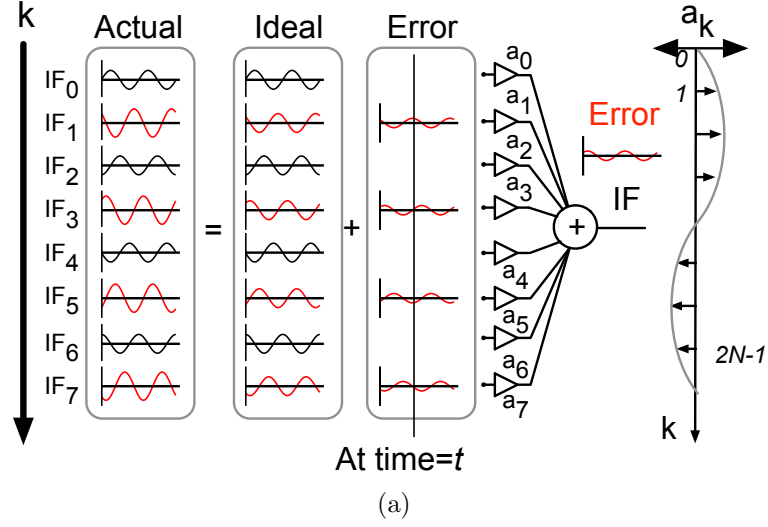 k
Actual
Ideal
Error
a_k
IF_0
IF_1
IF_2
IF_3
IF_4
IF_5
IF_6
IF_7
=
+
a_0
a_1
a_2
a_3
a_4
a_5
a_6
a_7
+
Error
IF
0
1
2N-1
k
At time=t
(a)